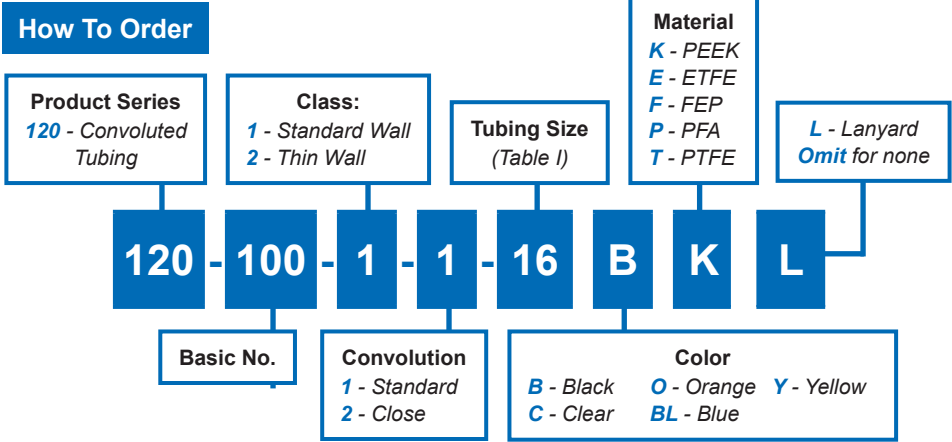 How To Order
Product Series
120 - Convoluted
Tubing
Class:
1 - Standard Wall
2 - Thin Wall
Tubing Size
(Table I)
Material
K - PEEK
E - ETFE
F - FEP
P - PFA
T - PTFE
L - Lanyard
Omit for none
120 - 100 - 1 - 1 - 16 B K L
Basic No.
Convolution
1 - Standard
2 - Close
Color
B - Black O - Orange Y - Yellow
C - Clear BL - Blue